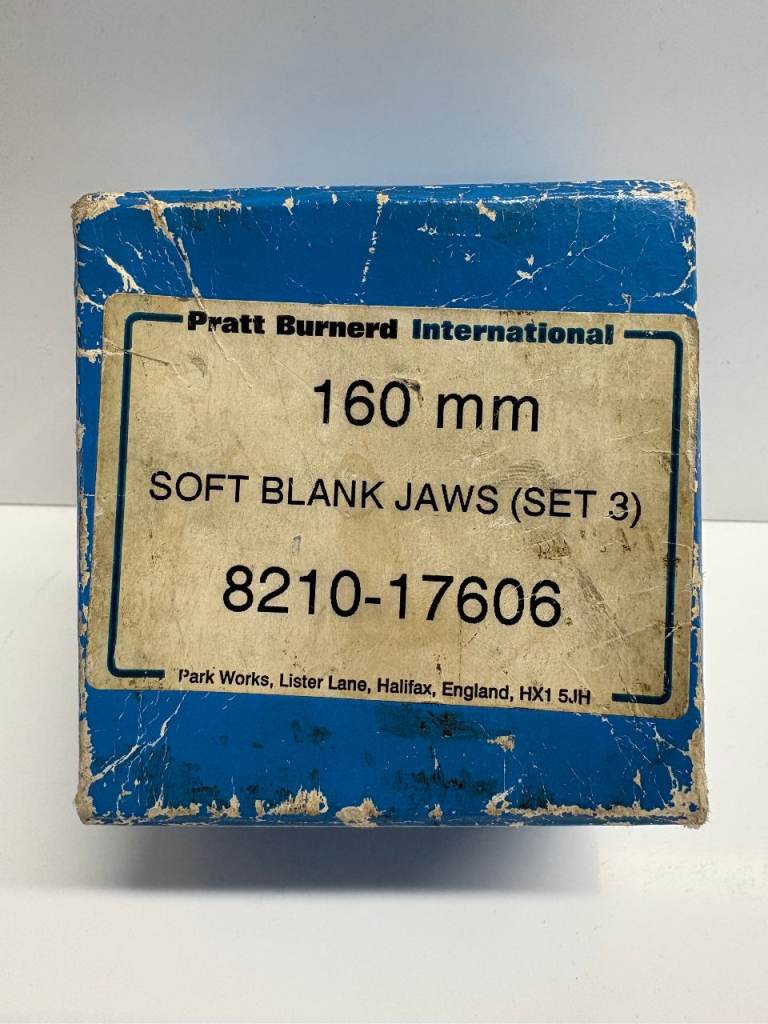 Pratt Burnerd International
160 mm
SOFT BLANK JAWS (SET 3)
8210-17606
Park Works, Lister Lane, Halifax, England, HX1 5JH